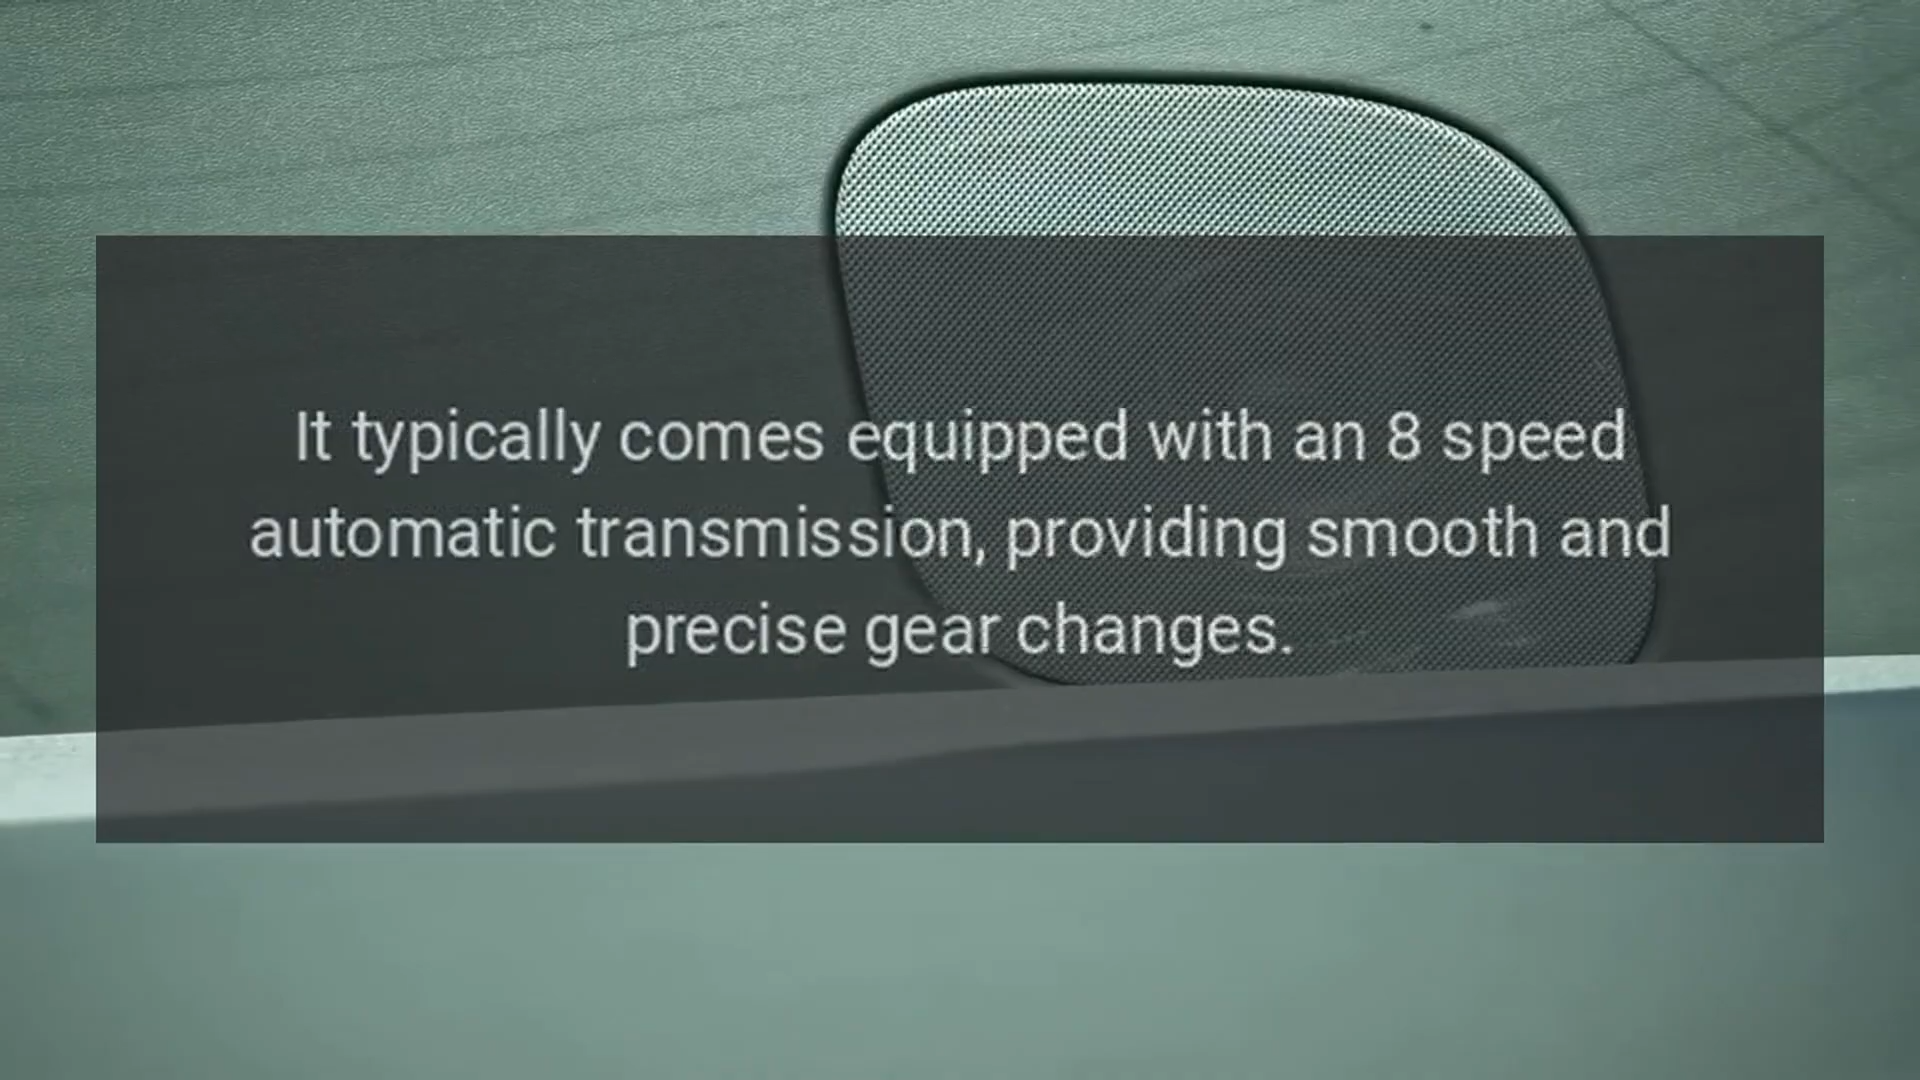 It typically comes equipped with an 8 speed
automatic transmission, providing smooth and
precise gear changes.